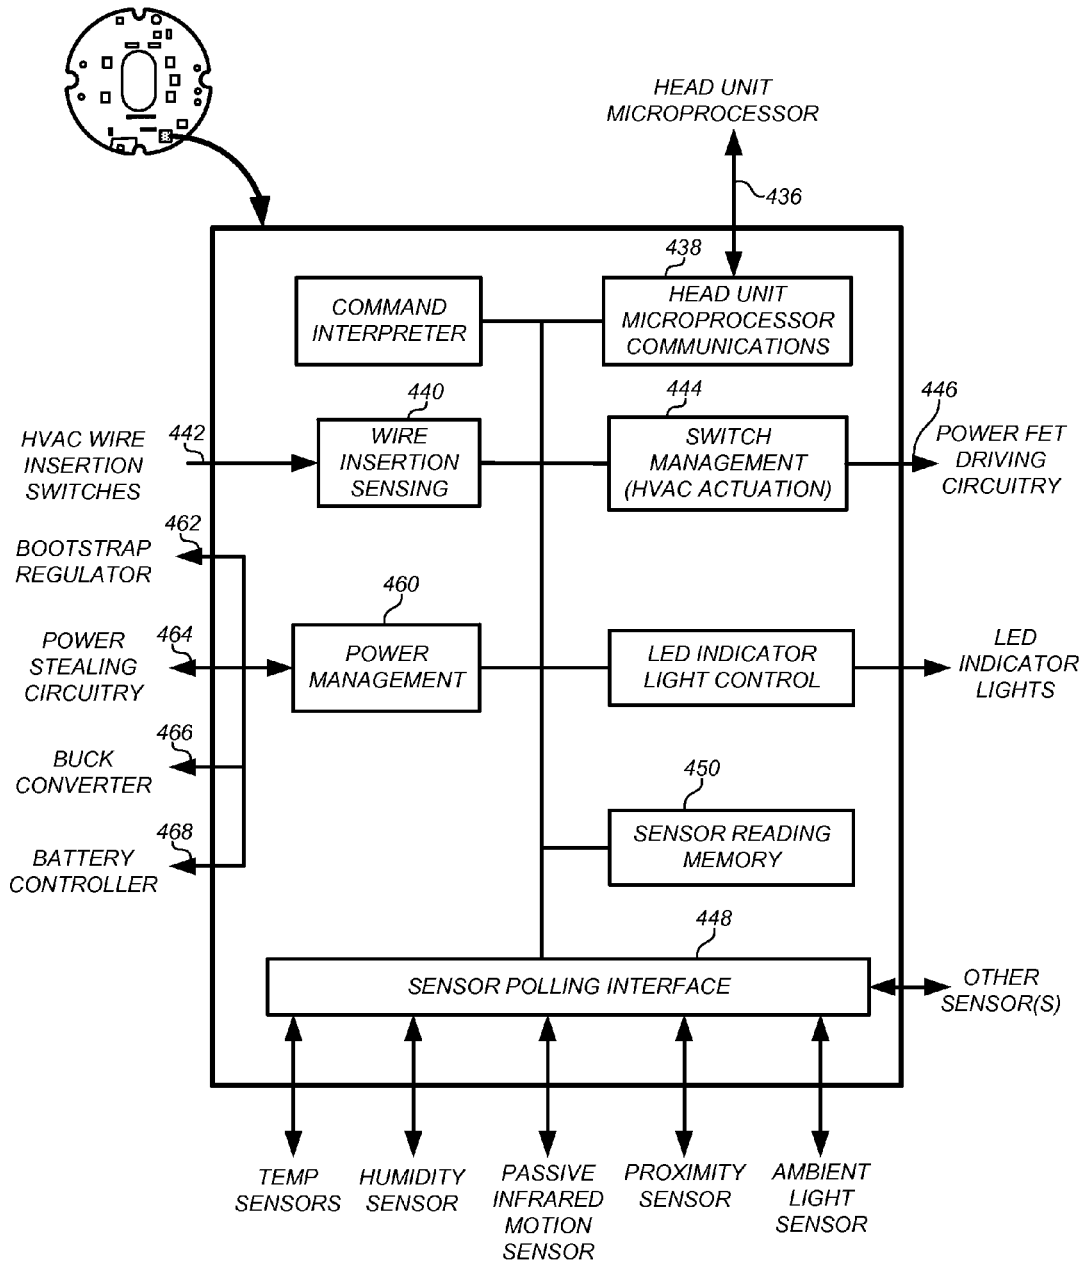 HEAD UNIT
MICROPROCESSOR
436
438
COMMAND
INTERPRETER
HEAD UNIT
MICROPROCESSOR
COMMUNICATIONS
440
444
446
HVAC WIRE
INSERTION
SWITCHES
442
WIRE
INSERTION
SENSING
SWITCH
MANAGEMENT
(HVAC ACTUATION)
POWER FET
DRIVING
CIRCUITRY
462
BOOTSTRAP
REGULATOR
460
464
POWER
STEALING
CIRCUITRY
POWER
MANAGEMENT
LED INDICATOR
LIGHT CONTROL
LED
INDICATOR
LIGHTS
466
BUCK
CONVERTER
450
SENSOR READING
MEMORY
468
BATTERY
CONTROLLER
448
SENSOR POLLING INTERFACE
OTHER
SENSOR(S)
TEMP
SENSORS
HUMIDITY
SENSOR
PASSIVE
INFRARED
MOTION
SENSOR
PROXIMITY
SENSOR
AMBIENT
LIGHT
SENSOR